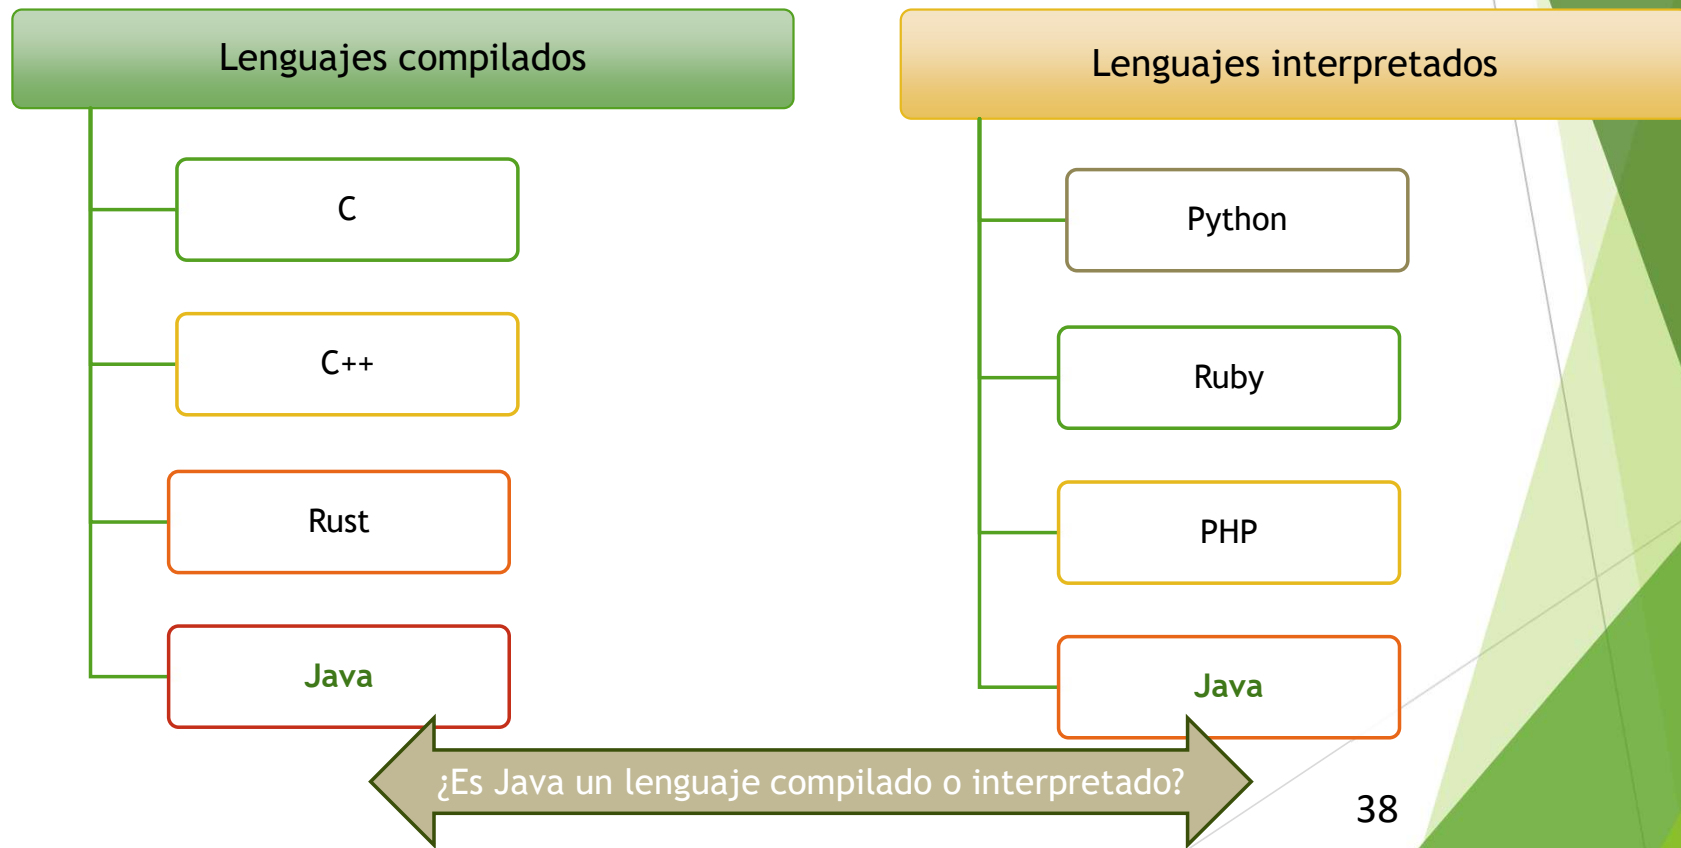 Lenguajes compilados
C
C++
Rust
Java
Lenguajes interpretados
Python
Ruby
PHP
Java
¿Es Java un lenguaje compilado o interpretado?
38